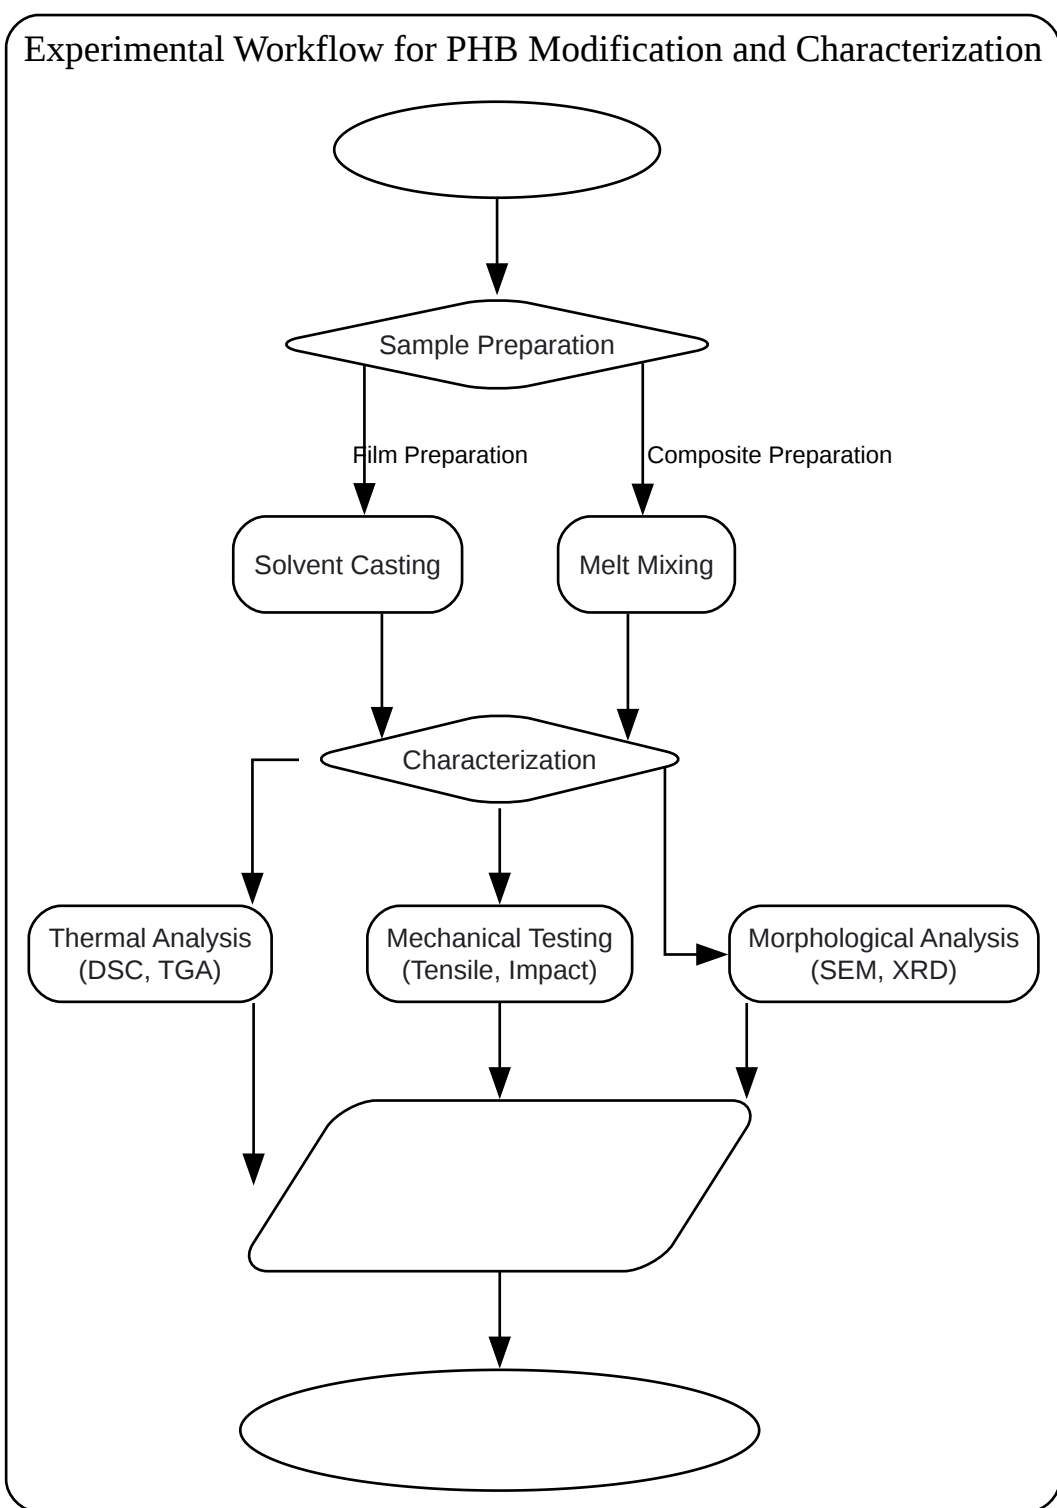 Experimental Workflow for PHB Modification and Characterization
Sample Preparation
Film Preparation
Composite Preparation
Solvent Casting
Melt Mixing
Characterization
Thermal Analysis
(DSC, TGA)
Mechanical Testing
(Tensile, Impact)
Morphological Analysis
(SEM, XRD)